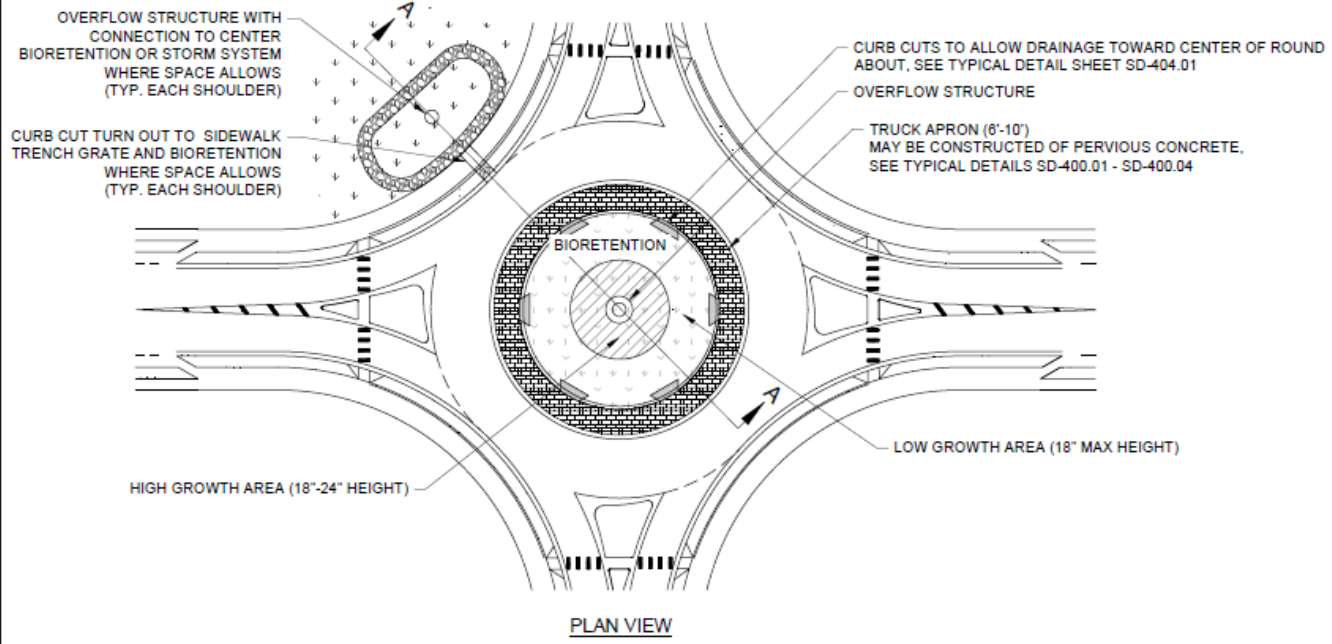 OVERFLOW STRUCTURE WITH
CONNECTION TO CENTER
BIORETENTION OR STORM SYSTEM
WHERE SPACE ALLOWS
(TYP. EACH SHOULDER)
CURB CUT TURN OUT TO SIDEWALK
TRENCH GRATE AND BIORETENTION
WHERE SPACE ALLOWS
(TYP. EACH SHOULDER)
A
CURB CUTS TO ALLOW DRAINAGE TOWARD CENTER OF ROUND
ABOUT, SEE TYPICAL DETAIL SHEET SD-404.01
OVERFLOW STRUCTURE
TRUCK APRON (6'-10')
MAY BE CONSTRUCTED OF PERVIOUS CONCRETE,
SEE TYPICAL DETAILS SD-400.01 - SD-400.04
BIORETENTION
A
LOW GROWTH AREA (18" MAX HEIGHT)
HIGH GROWTH AREA (18"-24" HEIGHT)
PLAN VIEW